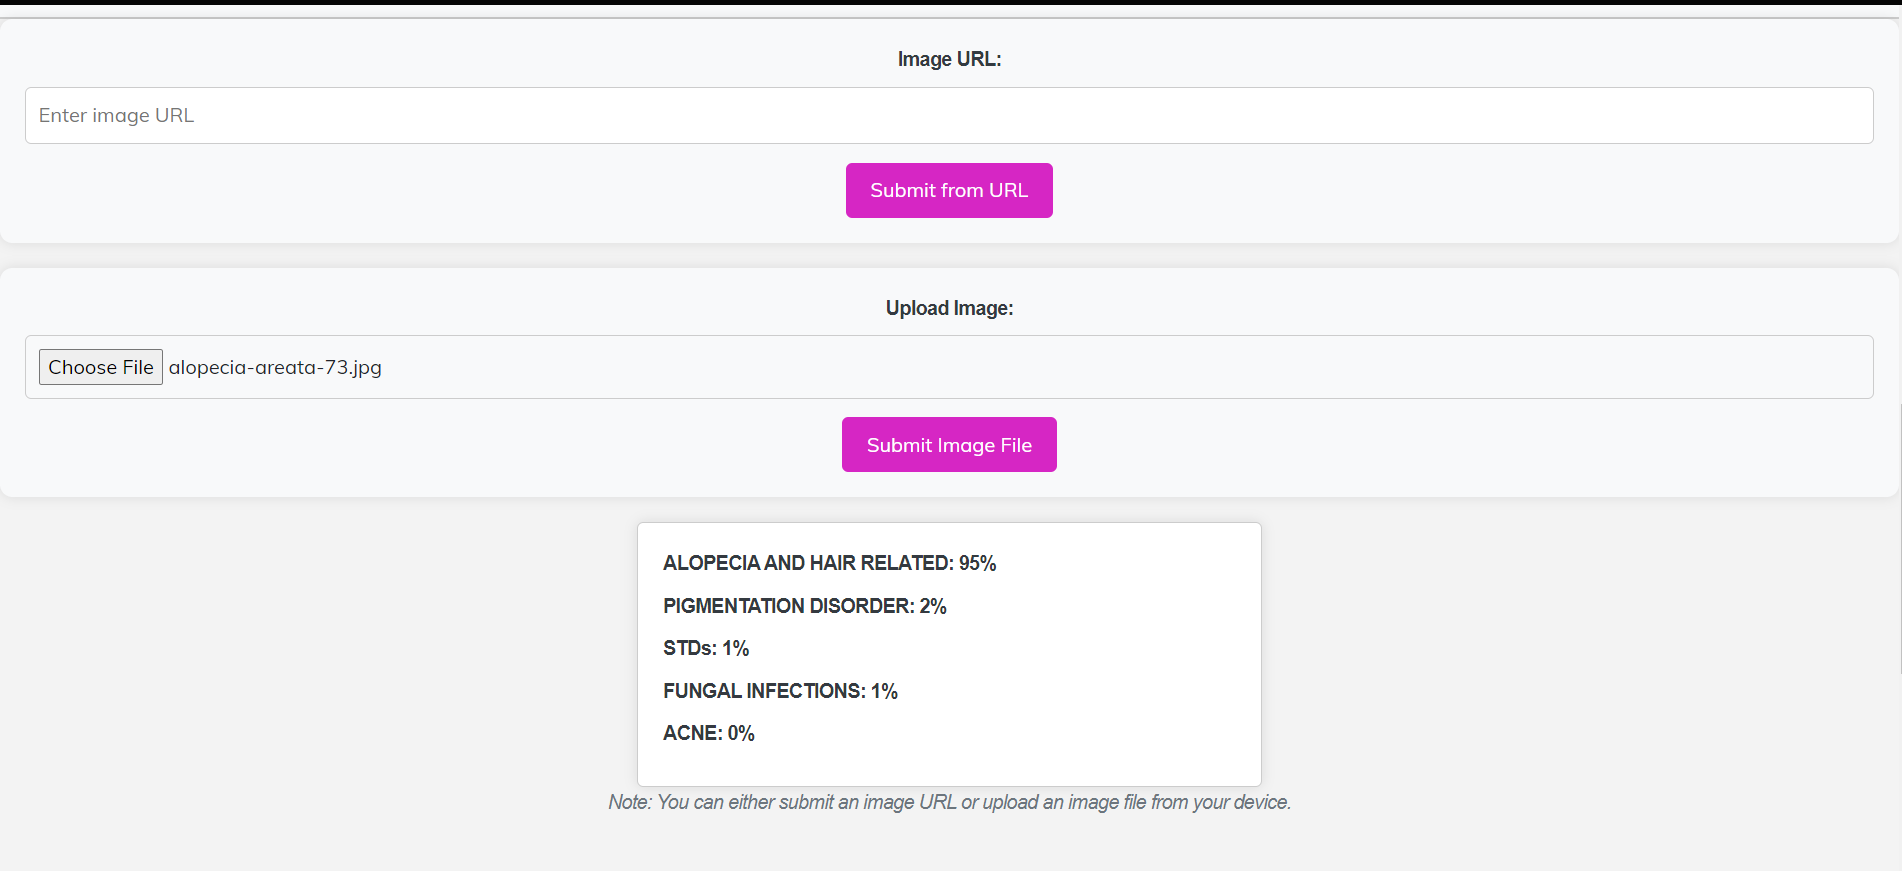 Image URL:
Enter image URL
Submit from URL
Upload Image:
Choose File alopecia-areata-73.jpg
Submit Image File
ALOPECIA AND HAIR RELATED: 95%
PIGMENTATION DISORDER: 2%
STDs: 1%
FUNGAL INFECTIONS: 1%
ACNE: 0%
Note: You can either submit an image URL or upload an image file from your device.